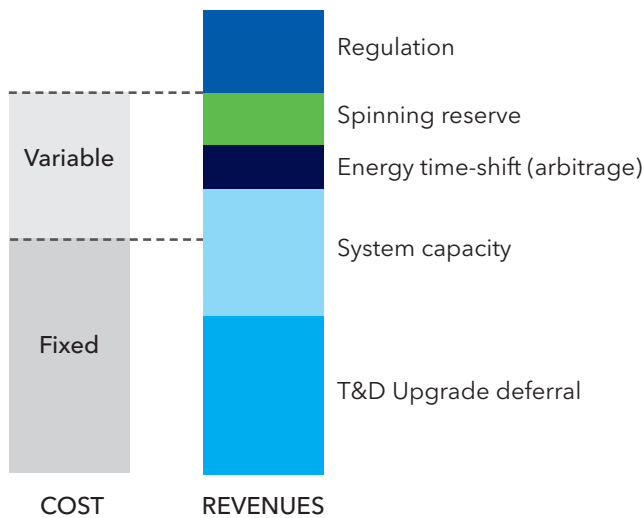 Regulation
Spinning reserve
Variable
Energy time-shift (arbitrage)
System capacity
Fixed
T&D Upgrade deferral
COST
REVENUES